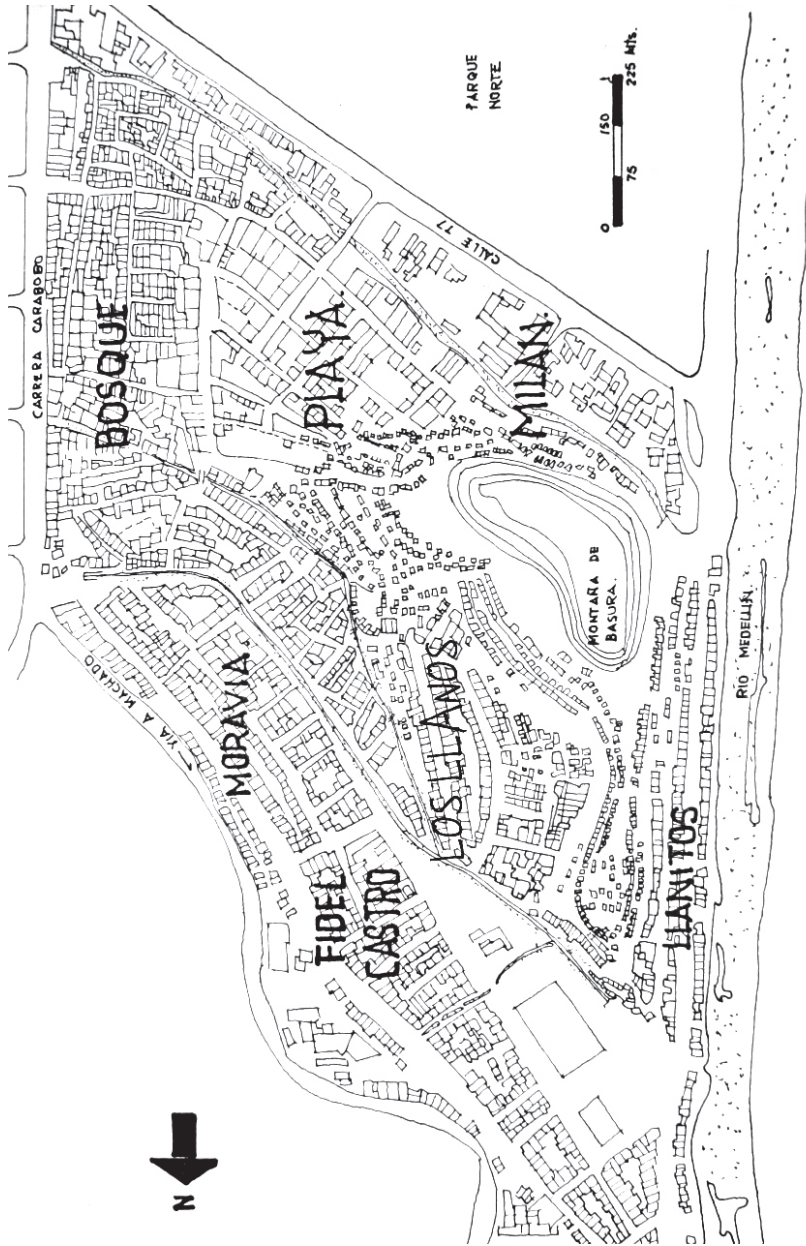 PARQUE
NORTE
0 75 150 225 Mts.
CARRERA CARABOBO
CALLE 77
BOSQUE
PLAYA.
MILAN.
MONTAÑA DE
BASURA.
VIA A MACHADO
MORAVIA.
LOS LLANOS
FIDEL
CASTRO
LLANITOS
RIO MEDELLIN.
N